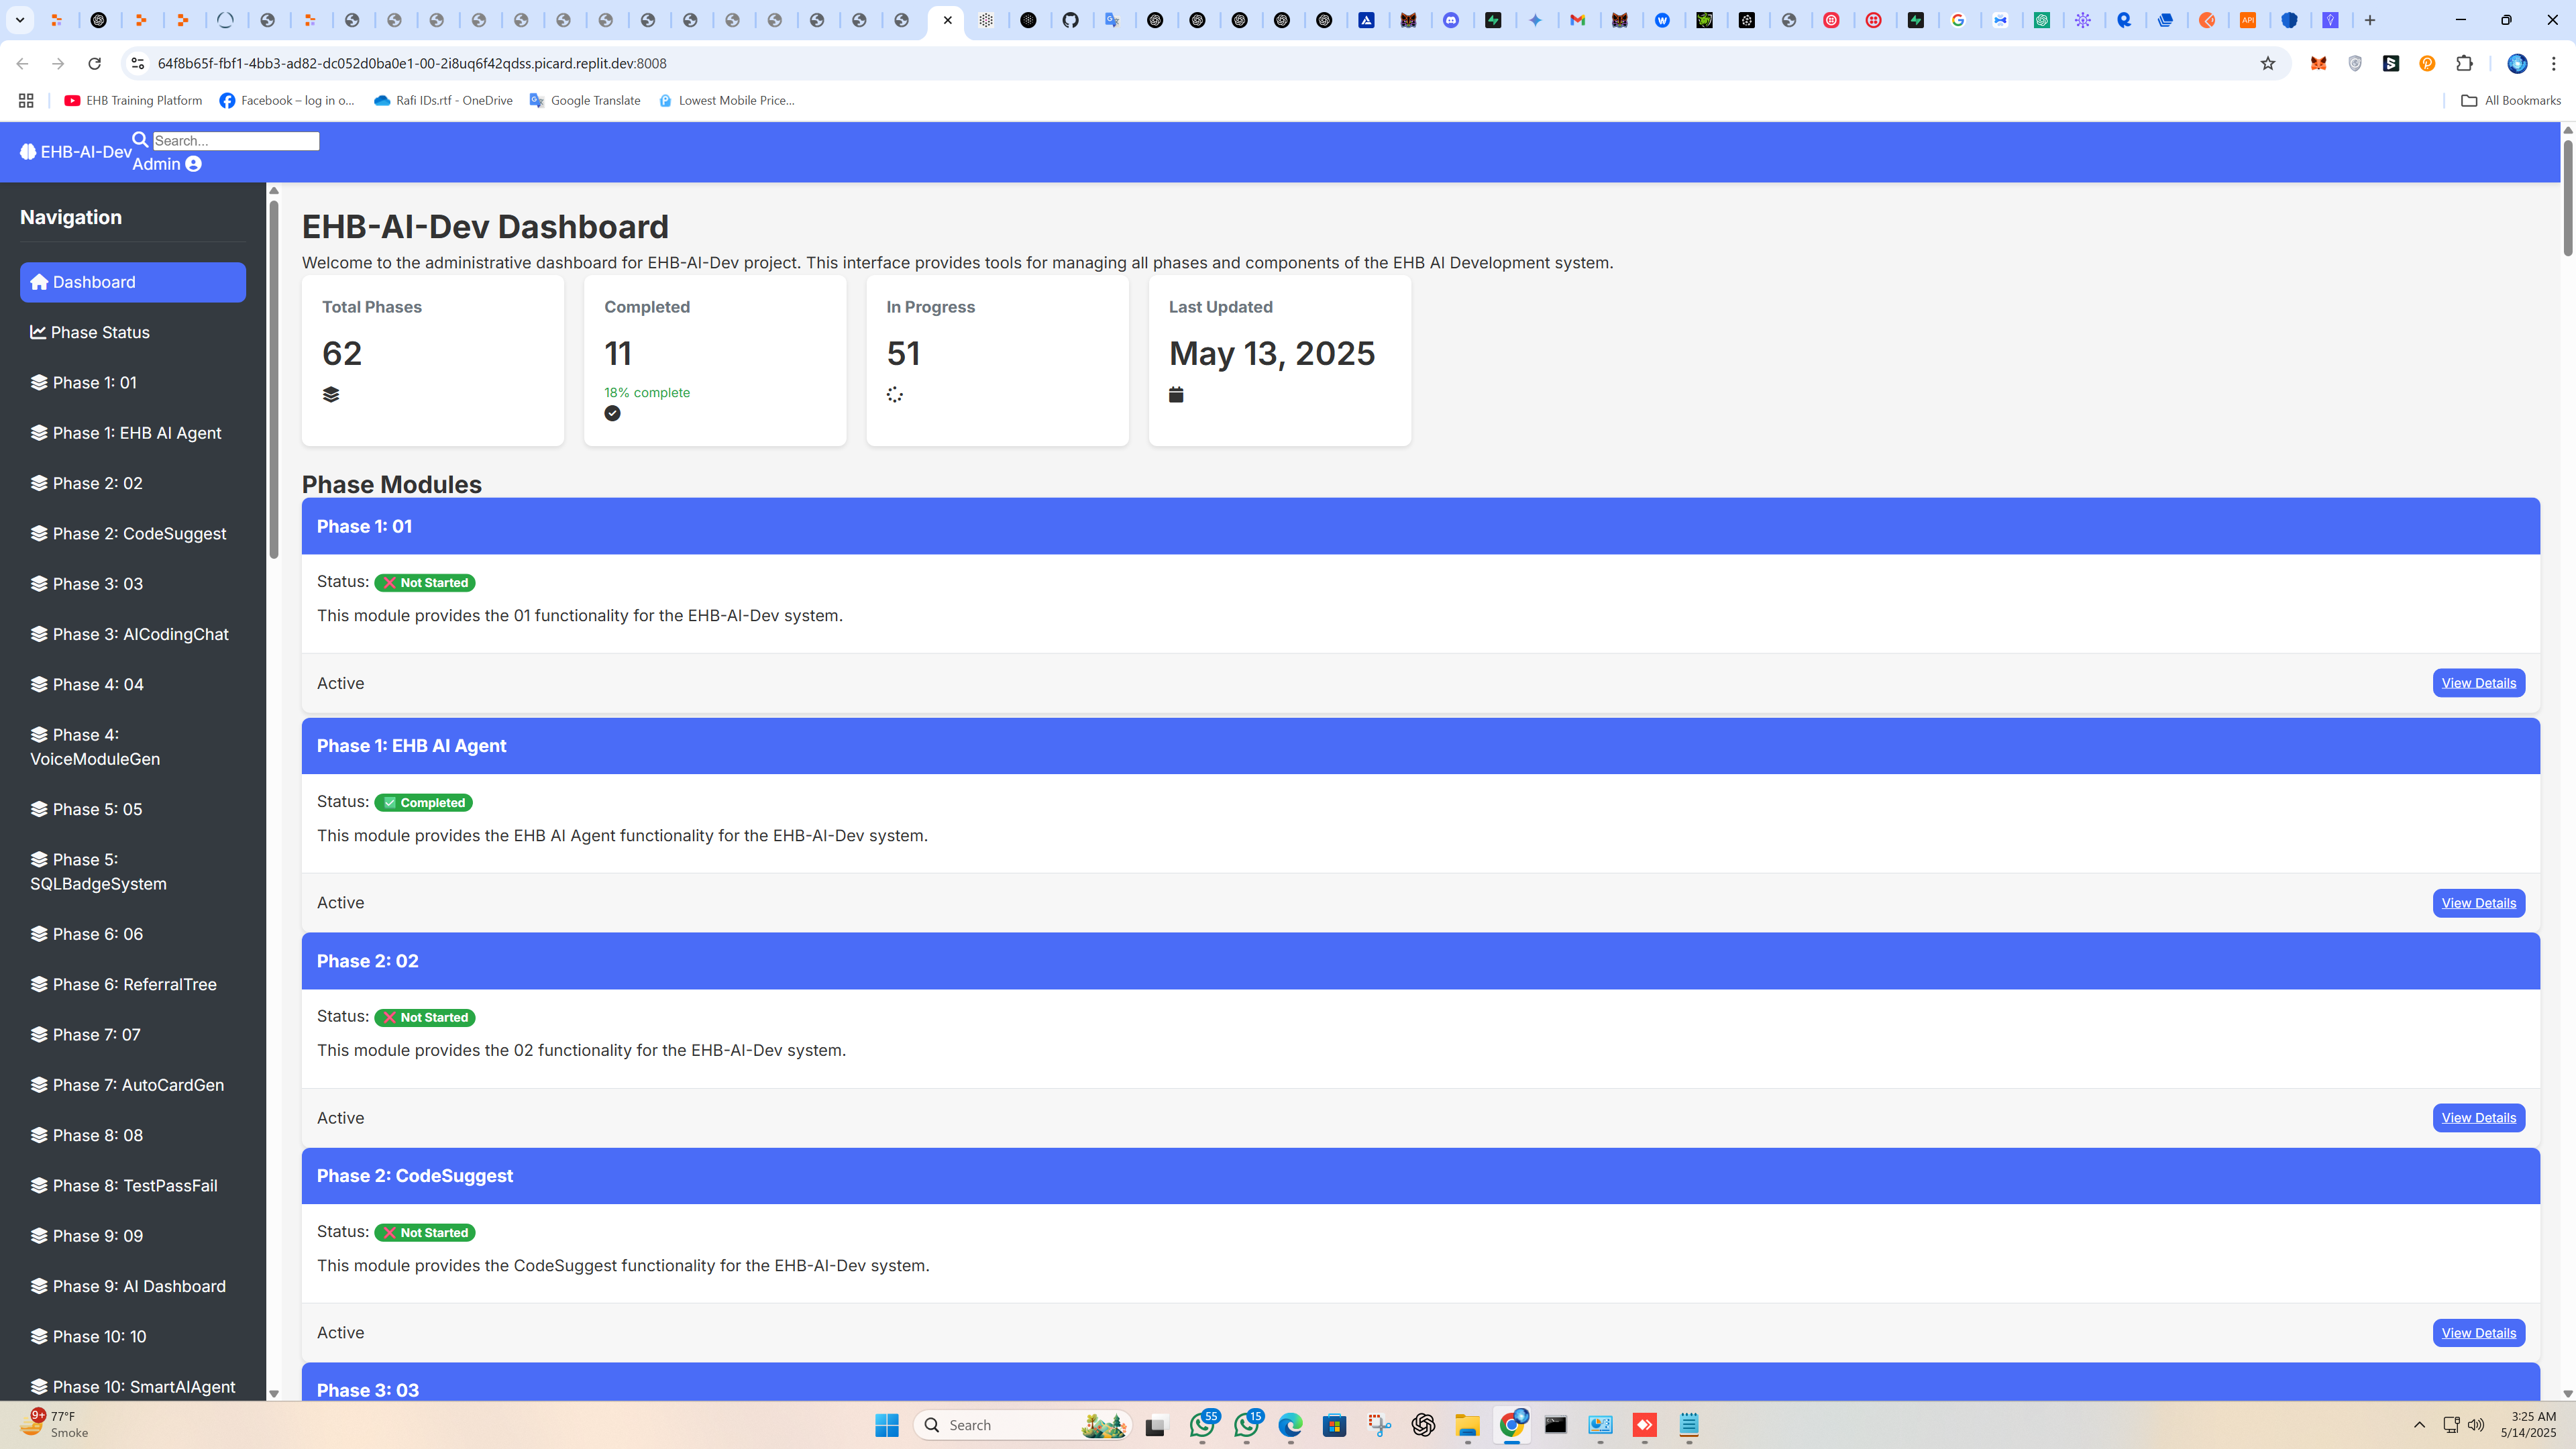 64f8b65f-fbf1-4bb3-ad82-dc052d0ba0e1-00-2i8uq6f42qdss.picard.replit.dev:8008
EHB Training Platform
Facebook – log in o...
Rafi IDs.rtf - OneDrive
Google Translate
Lowest Mobile Price...
All Bookmarks
EHB-AI-Dev
Search...
Admin
Navigation
Dashboard
Phase Status
Phase 1: 01
Phase 1: EHB AI Agent
Phase 2: 02
Phase 2: CodeSuggest
Phase 3: 03
Phase 3: AICodingChat
Phase 4: 04
Phase 4:
VoiceModuleGen
Phase 5: 05
Phase 5:
SQLBadgeSystem
Phase 6: 06
Phase 6: ReferralTree
Phase 7: 07
Phase 7: AutoCardGen
Phase 8: 08
Phase 8: TestPassFail
Phase 9: 09
Phase 9: AI Dashboard
Phase 10: 10
Phase 10: SmartAIAgent
EHB-AI-Dev Dashboard
Welcome to the administrative dashboard for EHB-AI-Dev project. This interface provides tools for managing all phases and components of the EHB AI Development system.
Total Phases
62
Completed
11
18% complete
In Progress
51
Last Updated
May 13, 2025
Phase Modules
Phase 1: 01
Status: ❌ Not Started
This module provides the 01 functionality for the EHB-AI-Dev system.
Active
View Details
Phase 1: EHB AI Agent
Status: ✅ Completed
This module provides the EHB AI Agent functionality for the EHB-AI-Dev system.
Active
View Details
Phase 2: 02
Status: ❌ Not Started
This module provides the 02 functionality for the EHB-AI-Dev system.
Active
View Details
Phase 2: CodeSuggest
Status: ❌ Not Started
This module provides the CodeSuggest functionality for the EHB-AI-Dev system.
Active
View Details
Phase 3: 03
9+
77°F
Smoke
Search
55
15
3:25 AM
5/14/2025